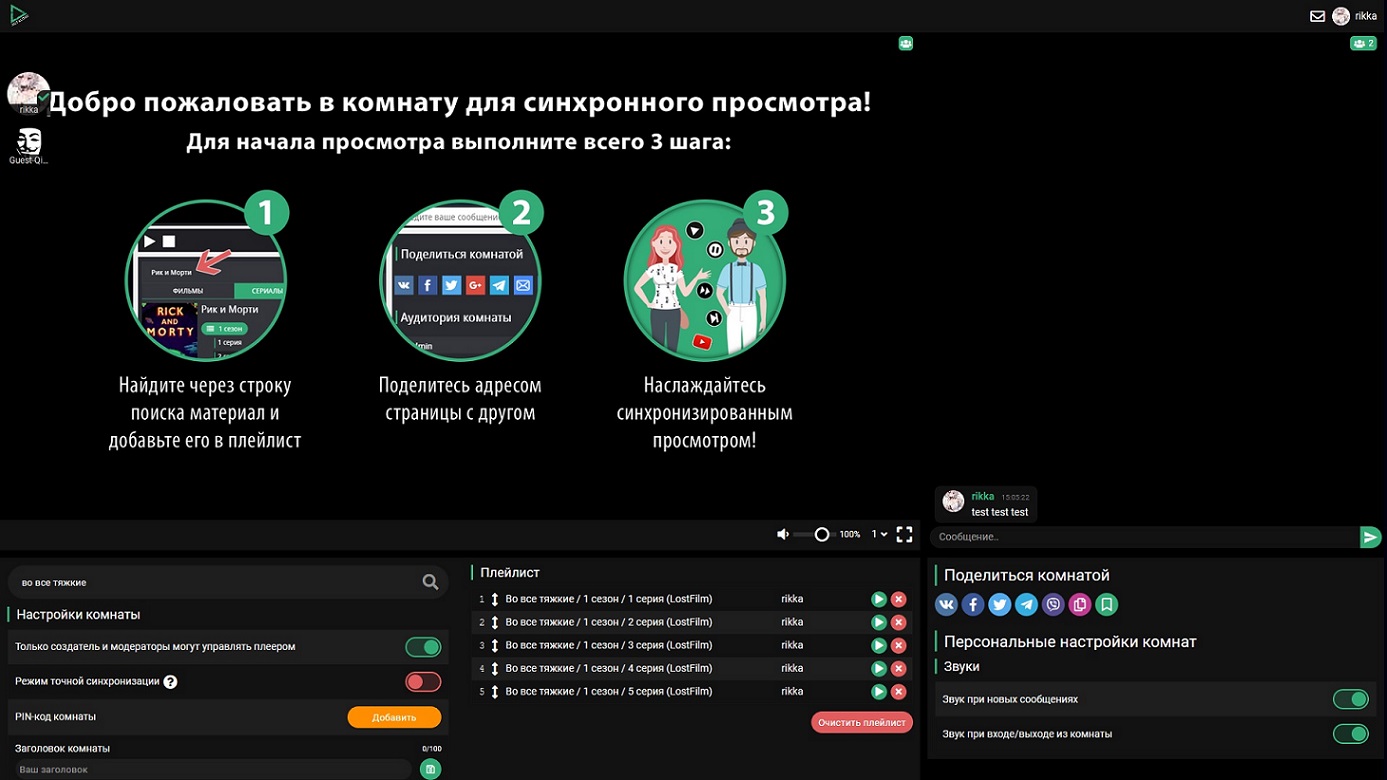 rikka
2
rikka
Guest-Qi...
Добро пожаловать в комнату для синхронного просмотра!
Для начала просмотра выполните всего 3 шага:
1
Рик и Морти
ФИЛЬМЫ
СЕРИАЛЫ
RICK
AND
MORTY
Рик и Морти
1 сезон
1 серия
2
дите ваше сообщени
Поделиться комнатой
G+
Аудитория комнаты
3
Найдите через строку
поиска материал и
добавьте его в плейлист
Поделитесь адресом
страницы с другом
Наслаждайтесь
синхронизированным
просмотром!
100%
1
rikka 15:05:22
test test test
Сообщение..
во все тяжкие
Настройки комнаты
Только создатель и модераторы могут управлять плеером
Режим точной синхронизации ?
PIN-код комнаты
Добавить
Заголовок комнаты
0/100
Ваш заголовок
Плейлист
1 Во все тяжкие / 1 сезон / 1 серия (LostFilm) rikka
2 Во все тяжкие / 1 сезон / 2 серия (LostFilm) rikka
3 Во все тяжкие / 1 сезон / 3 серия (LostFilm) rikka
4 Во все тяжкие / 1 сезон / 4 серия (LostFilm) rikka
5 Во все тяжкие / 1 сезон / 5 серия (LostFilm) rikka
Очистить плейлист
Поделиться комнатой
Персональные настройки комнат
Звуки
Звук при новых сообщениях
Звук при входе/выходе из комнаты